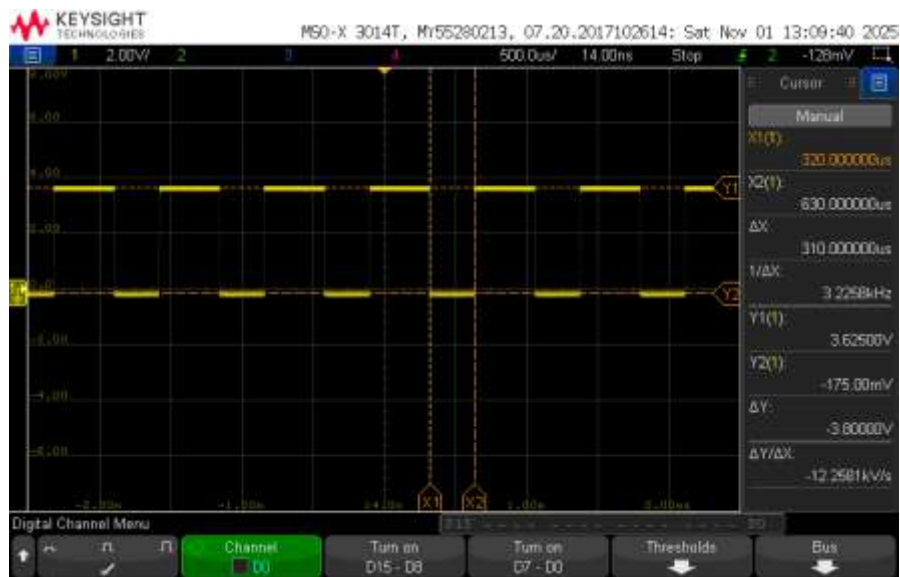 KEYSIGHT
TECHNOLOGIES
MSO-X 3014T, MY55280213, 07.20.2017102614: Sat Nov 01 13:09:40 2025
1 2.00V/ 2 3 4 500.0us/ 14.00ns Stop 2 -128mV
Cursor
Manual
X1(1):
320.000000us
X2(1):
630.000000us
ΔX:
310.000000us
1/ΔX:
3.2258kHz
Y1(1):
3.62500V
Y2(1):
-175.00mV
ΔY:
-3.80000V
ΔY/ΔX:
-12.2581kV/s
Y1
Y2
X1 X2
Digital Channel Menu
D15 D0
Channel
D0
Turn on
D15 - D8
Turn on
D7 - D0
Thresholds
Bus